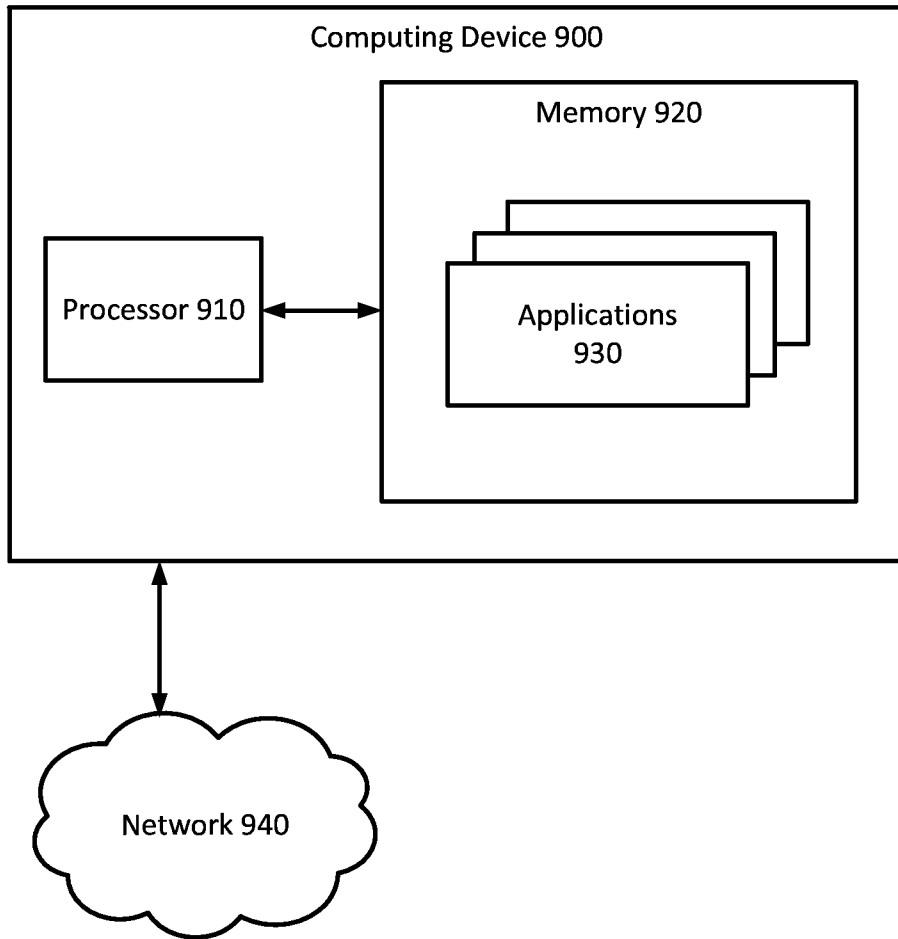 Computing Device 900
Memory 920
Processor 910
Applications
930
Network 940